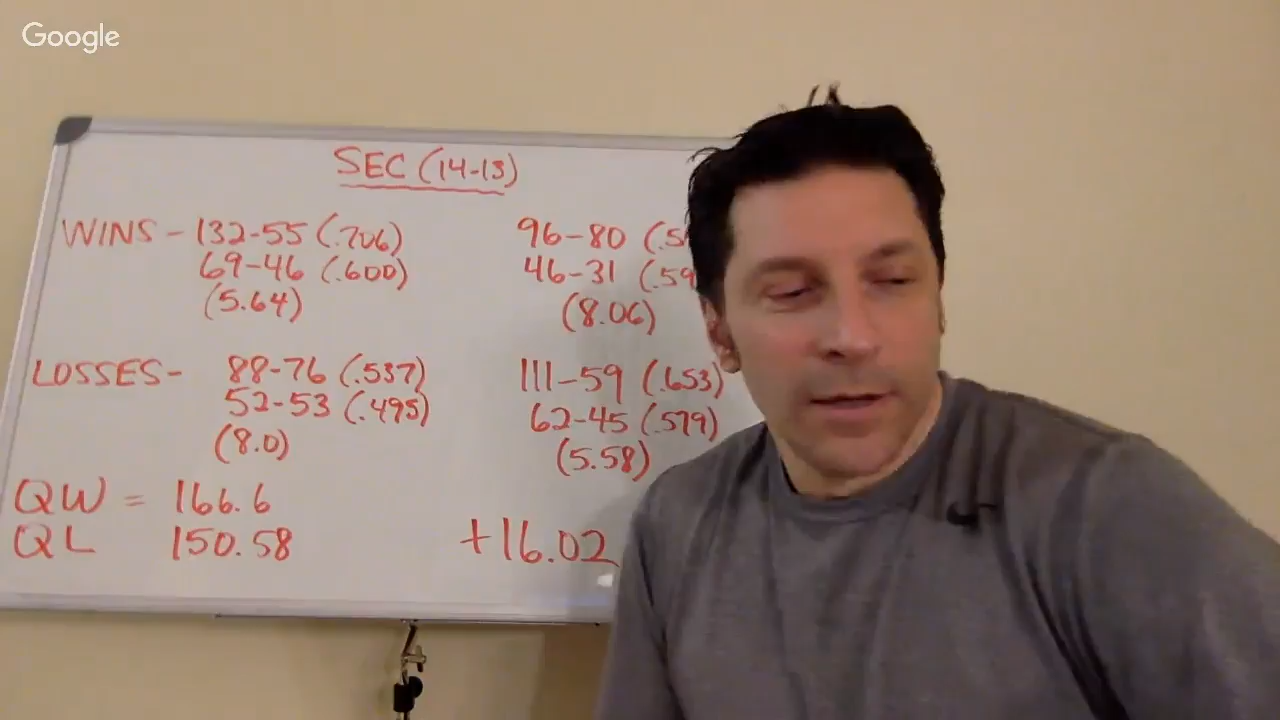 Google
SEC (14-13)
WINS - 132-55 (.706)
69-46 (.600)
(5.64)
96-80 (.5
46-31 (.59
(8.06)
LOSSES- 88-76 (.537)
52-53 (.495)
(8.0)
111-59 (.653)
62-45 (.579)
(5.58)
QW = 166.6
QL 150.58
+16.02